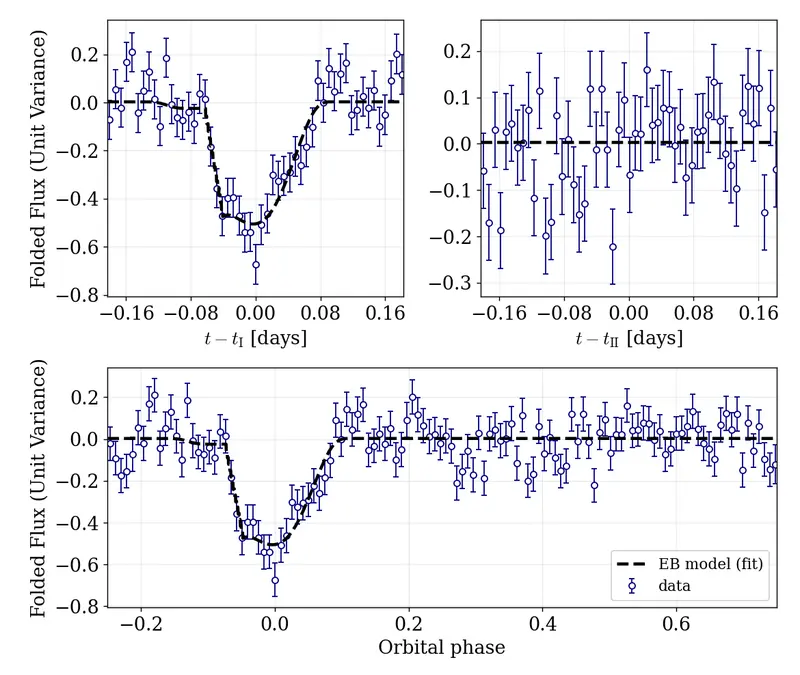 Folded Flux (Unit Variance)
0.2
0.0
−0.2
−0.4
−0.6
−0.8
−0.16 −0.08 0.00 0.08 0.16
t − tI [days]
0.2
0.1
0.0
−0.1
−0.2
−0.3
−0.16 −0.08 0.00 0.08 0.16
t − tII [days]
Folded Flux (Unit Variance)
0.2
0.0
−0.2
−0.4
−0.6
−0.8
−0.2 0.0 0.2 0.4 0.6
Orbital phase
EB model (fit)
data